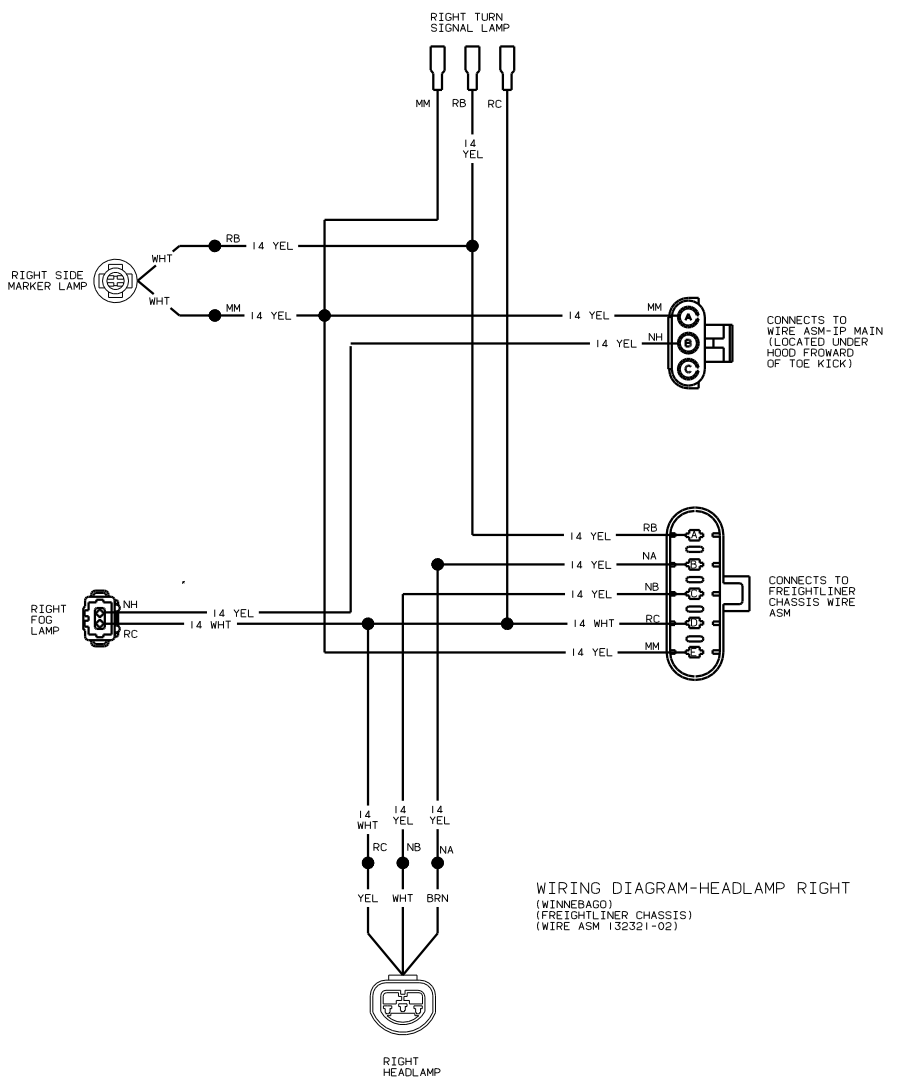 RIGHT TURN
SIGNAL LAMP
MM
RB
RC
14
YEL
RB
14 YEL
WHT
RIGHT SIDE
MARKER LAMP
WHT
MM
14 YEL
14 YEL
MM
14 YEL
NH
A
B
C
CONNECTS TO
WIRE ASM-IP MAIN
(LOCATED UNDER
HOOD FROWARD
OF TOE KICK)
14 YEL
RB
A
14 YEL
NA
B
14 YEL
NB
C
14 WHT
RC
D
14 YEL
MM
E
CONNECTS TO
FREIGHTLINER
CHASSIS WIRE
ASM
RIGHT
FOG
LAMP
NH
14 YEL
14 WHT
RC
14
WHT
14
YEL
14
YEL
RC
NB
NA
YEL
WHT
BRN
WIRING DIAGRAM-HEADLAMP RIGHT
(WINNEBAGO)
(FREIGHTLINER CHASSIS)
(WIRE ASM 132321-02)
RIGHT
HEADLAMP